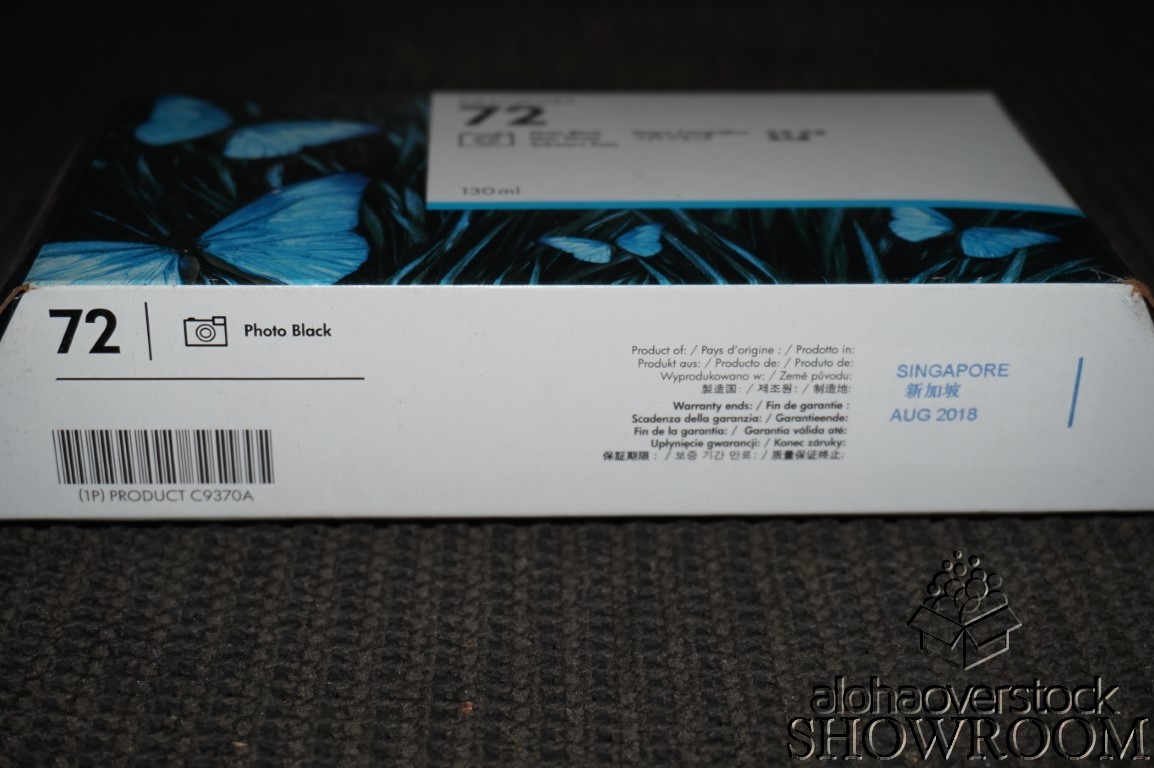 72
130 ml
72
Photo Black
(1P) PRODUCT C9370A
Product of: / Pays d'origine : / Prodotto in:
Produkt aus: / Producto de: / Produto de:
Wyprodukowano w: / Země původu:
製造国: / 제조원: / 制造地:
Warranty ends: / Fin de garantie :
Scadenza della garanzia: / Garantieende:
Fin de la garantía: / Garantia válida até:
Upłynięcie gwarancji: / Konec záruky:
保証期限 : / 보증 기간 만료: / 质量保证终止:
SINGAPORE
新加坡
AUG 2018
alohaoverstock
SHOWROOM